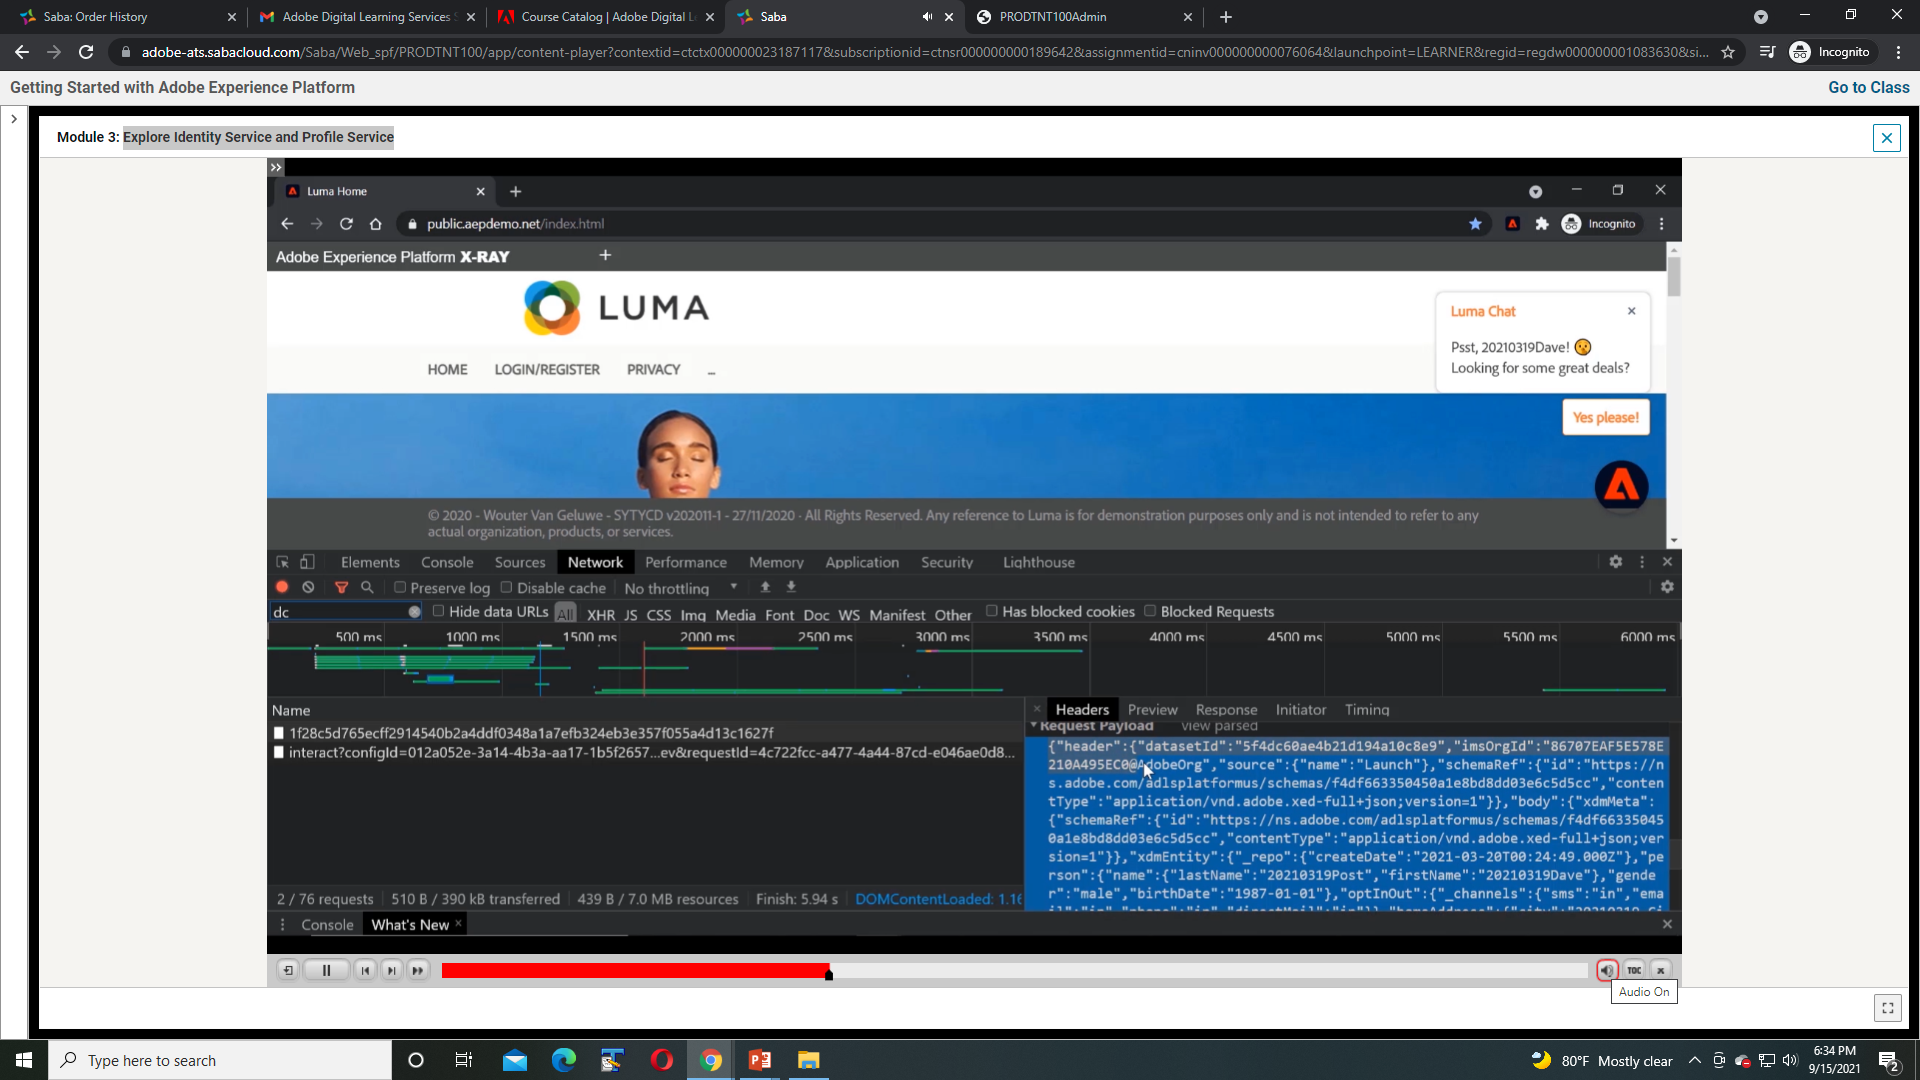 Saba: Order History
Adobe Digital Learning Services S
Course Catalog | Adobe Digital L
Saba
PRODTNT100Admin
adobe-ats.sabacloud.com/Saba/Web_spf/PRODTNT100/app/content-player?contextid=ctctx000000023187117&subscriptionid=ctnsr000000000189642&assignmentid=cninv000000000076064&launchpoint=LEARNER&regid=regdw000000001083630&si...
Incognito
Getting Started with Adobe Experience Platform
Go to Class
Module 3: Explore Identity Service and Profile Service
Luma Home
public.aepdemo.net/index.html
Incognito
Adobe Experience Platform X-RAY
LUMA
HOME LOGIN/REGISTER PRIVACY ...
Luma Chat
Psst, 20210319Dave!
Looking for some great deals?
Yes please!
© 2020 - Wouter Van Geluwe - SYTYCD v202011-1 - 27/11/2020 - All Rights Reserved. Any reference to Luma is for demonstration purposes only and is not intended to refer to any
actual organization, products, or services.
Elements Console Sources Network Performance Memory Application Security Lighthouse
Preserve log Disable cache No throttling
dc
Hide data URLs All XHR JS CSS Img Media Font Doc WS Manifest Other Has blocked cookies Blocked Requests
500 ms 1000 ms 1500 ms 2000 ms 2500 ms 3000 ms 3500 ms 4000 ms 4500 ms 5000 ms 5500 ms 6000 ms
Name
1f28c5d765ecff2914540b2a4ddf0348a1a7efb324eb3e357f055a4d13c1627f
interact?configId=012a052e-3a14-4b3a-aa17-1b5f2657...ev&requestId=4c722fcc-a477-4a44-87cd-e046ae0d8...
Headers Preview Response Initiator Timing
Request Payload view parsed
{"header":{"datasetId":"5f4dc60ae4b21d194a10c8e9","imsOrgId":"86707EAF5E578E
210A495EC0@AdobeOrg","source":{"name":"Launch"},"schemaRef":{"id":"https://n
s.adobe.com/adlsplatformus/schemas/f4df663350450a1e8bd8dd03e6c5d5cc","conten
tType":"application/vnd.adobe.xed-full+json;version=1"}},"body":{"xdmMeta":
{"schemaRef":{"id":"https://ns.adobe.com/adlsplatformus/schemas/f4df66335045
0a1e8bd8dd03e6c5d5cc","contentType":"application/vnd.adobe.xed-full+json;ver
sion=1"}},"xdmEntity":{"_repo":{"createDate":"2021-03-20T00:24:49.000Z"},"pe
rson":{"name":{"lastName":"20210319Post","firstName":"20210319Dave"},"gende
r":"male","birthDate":"1987-01-01"},"optInOut":{"_channels":{"sms":"in","ema
2 / 76 requests 510 B / 390 kB transferred 439 B / 7.0 MB resources Finish: 5.94 s DOMContentLoaded: 1.16
Console What's New
TOC
Audio On
Type here to search
80°F Mostly clear
6:34 PM
9/15/2021
2